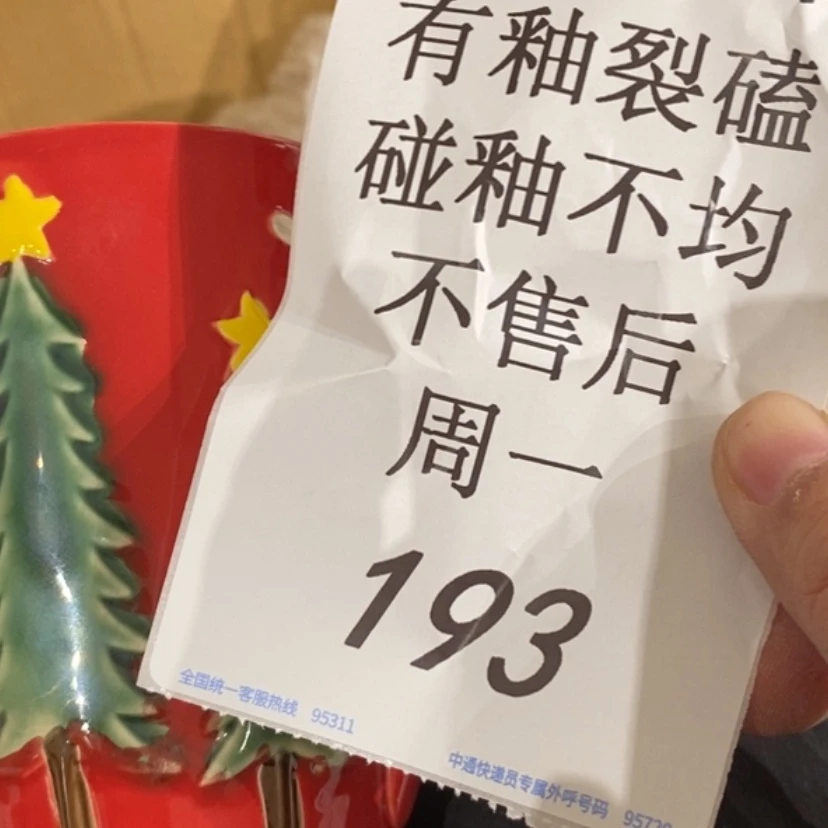 有釉裂磕
碰釉不均
不售后
周一
193
全国统一客服热线 95311
中通快递员专属外呼号码